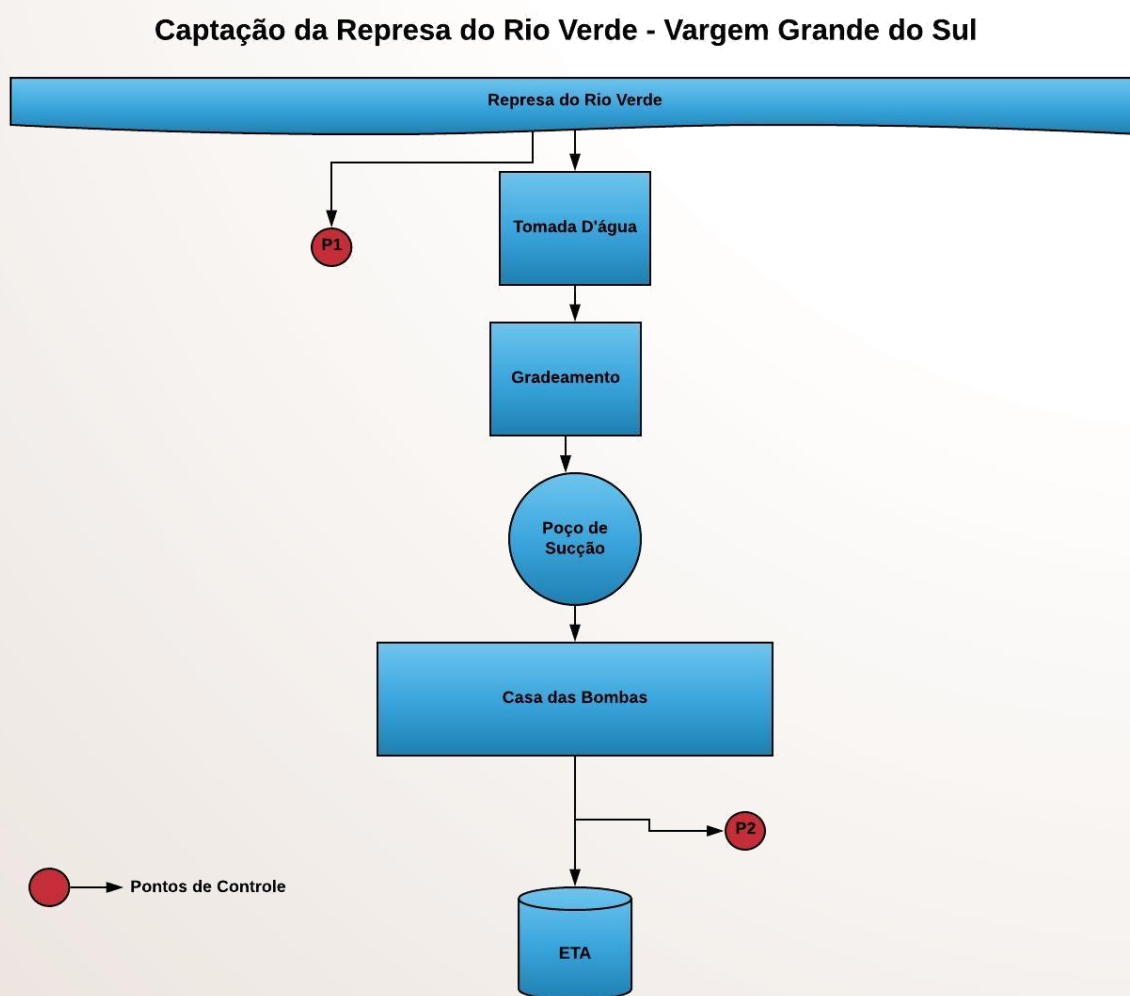 Captação da Represa do Rio Verde - Vargem Grande do Sul
Represa do Rio Verde
Tomada D'água
P1
Gradeamento
Poço de
Sucção
Casa das Bombas
P2
Pontos de Controle
ETA